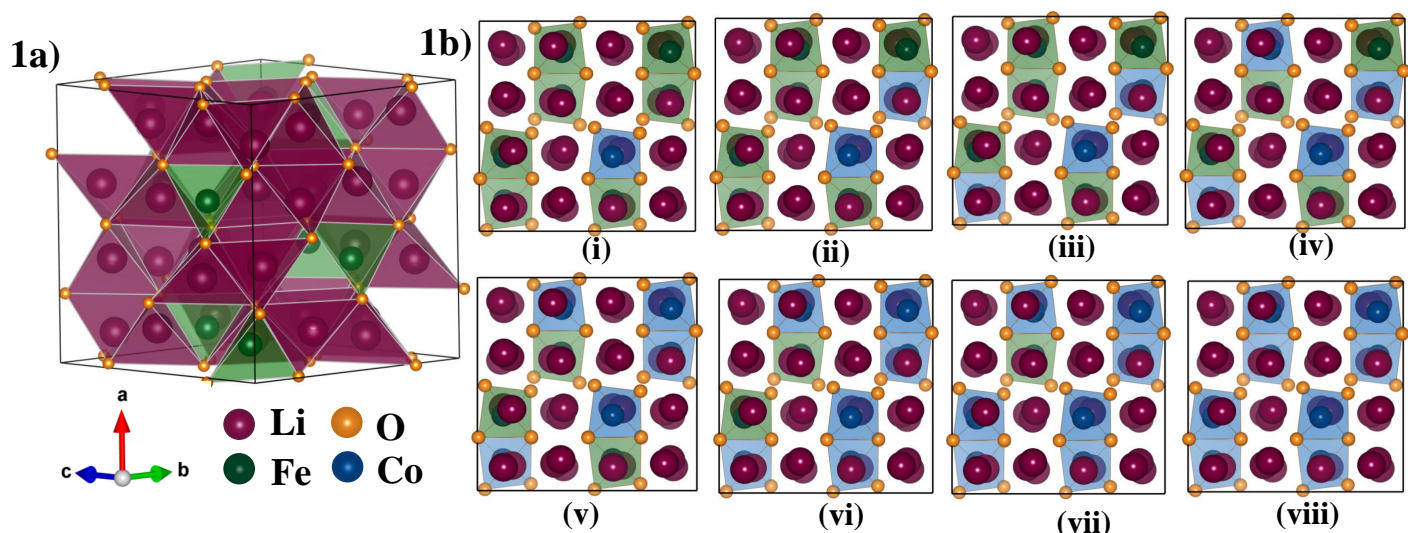 1a)
a
c
b
Li
O
Fe
Co
1b)
(i)
(ii)
(iii)
(iv)
(v)
(vi)
(vii)
(viii)